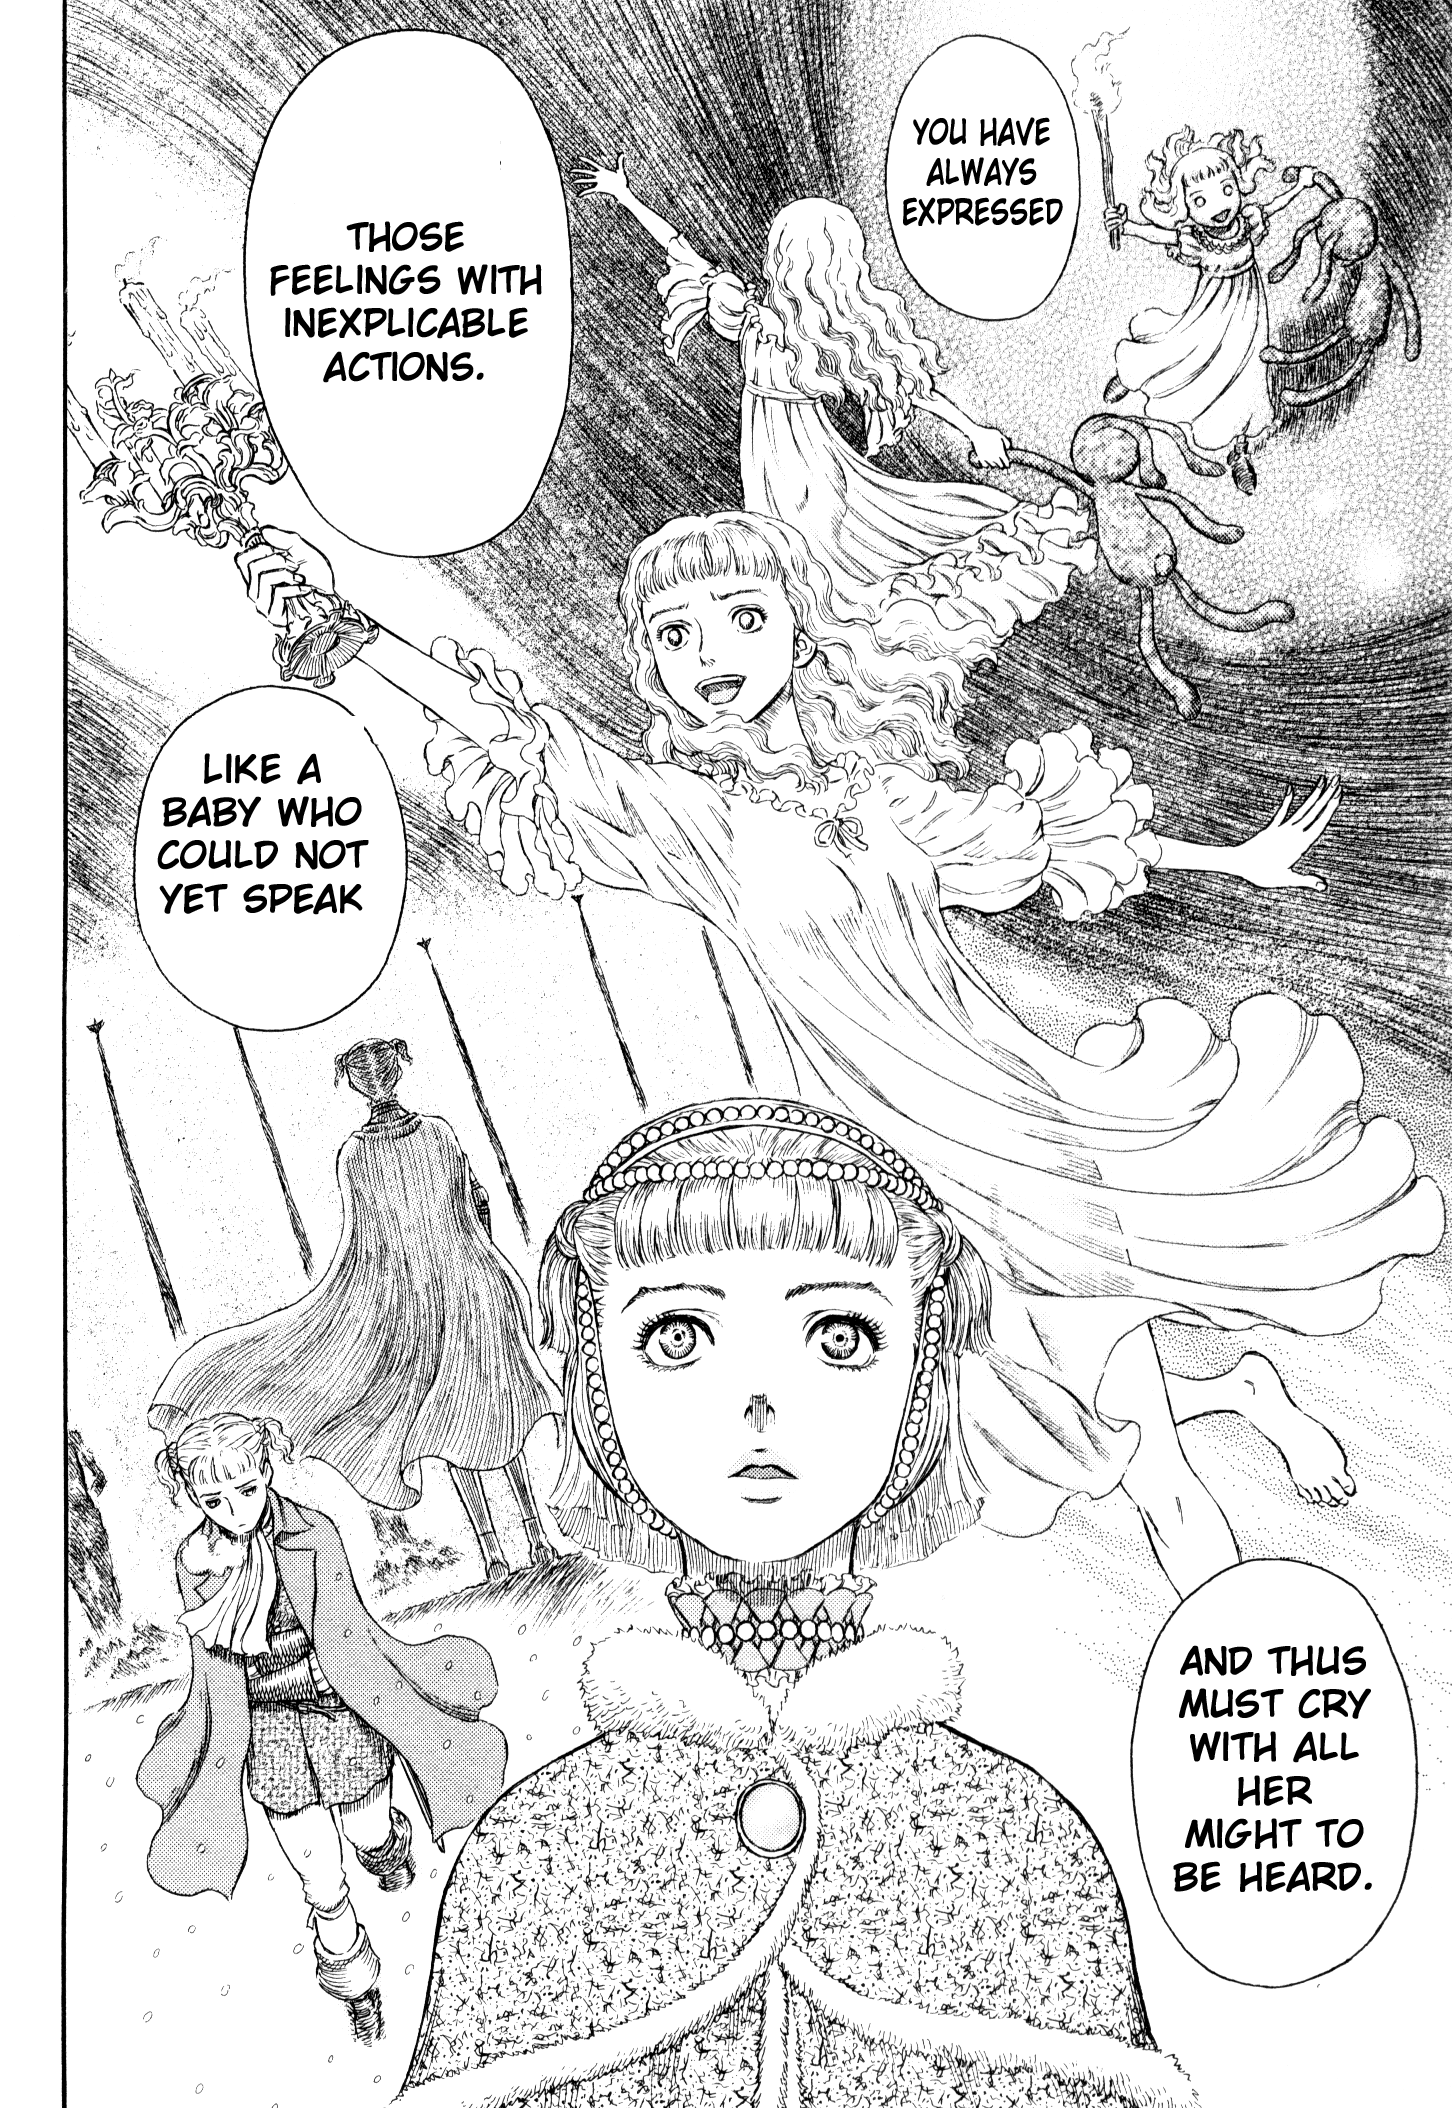 YOU HAVE
ALWAYS
EXPRESSED
THOSE
FEELINGS WITH
INEXPLICABLE
ACTIONS.
LIKE A
BABY WHO
COULD NOT
YET SPEAK
AND THUS
MUST CRY
WITH ALL
HER
MIGHT TO
BE HEARD.